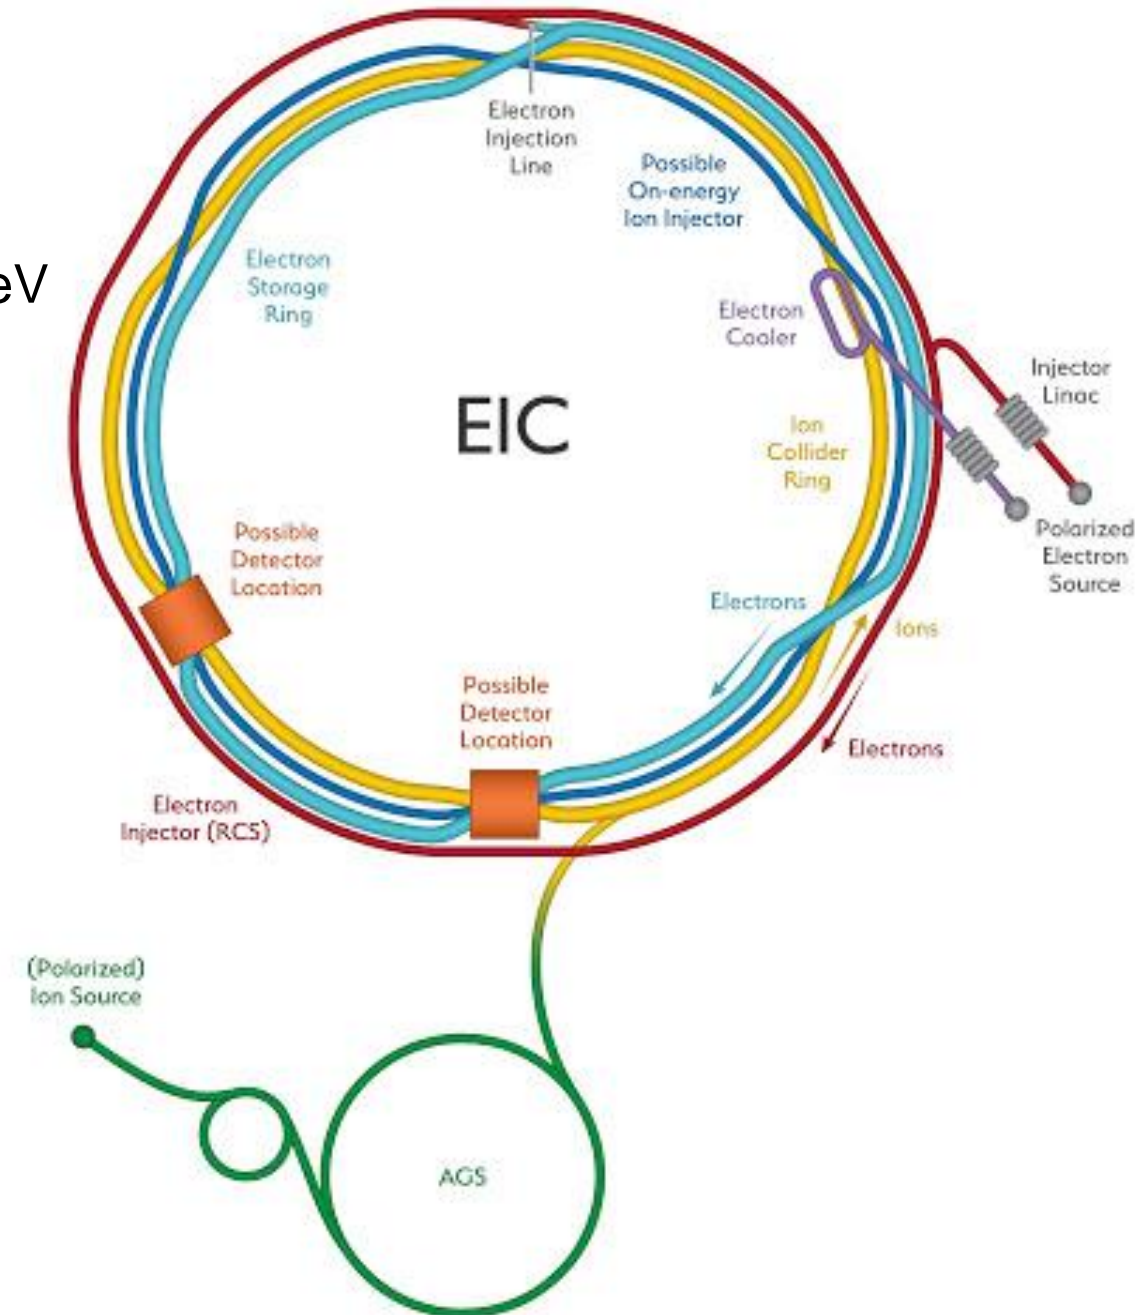 Electron
Injection
Line
Possible
On-energy
Ion Injector
eV
Electron
Storage
Ring
Electron
Cooler
Injector
Linac
EIC
Ion
Collider
Ring
Possible
Detector
Location
Polarized
Electron
Source
Electrons
Ions
Possible
Detector
Location
Electrons
Electron
Injector (RCS)
(Polarized)
Ion Source
AGS